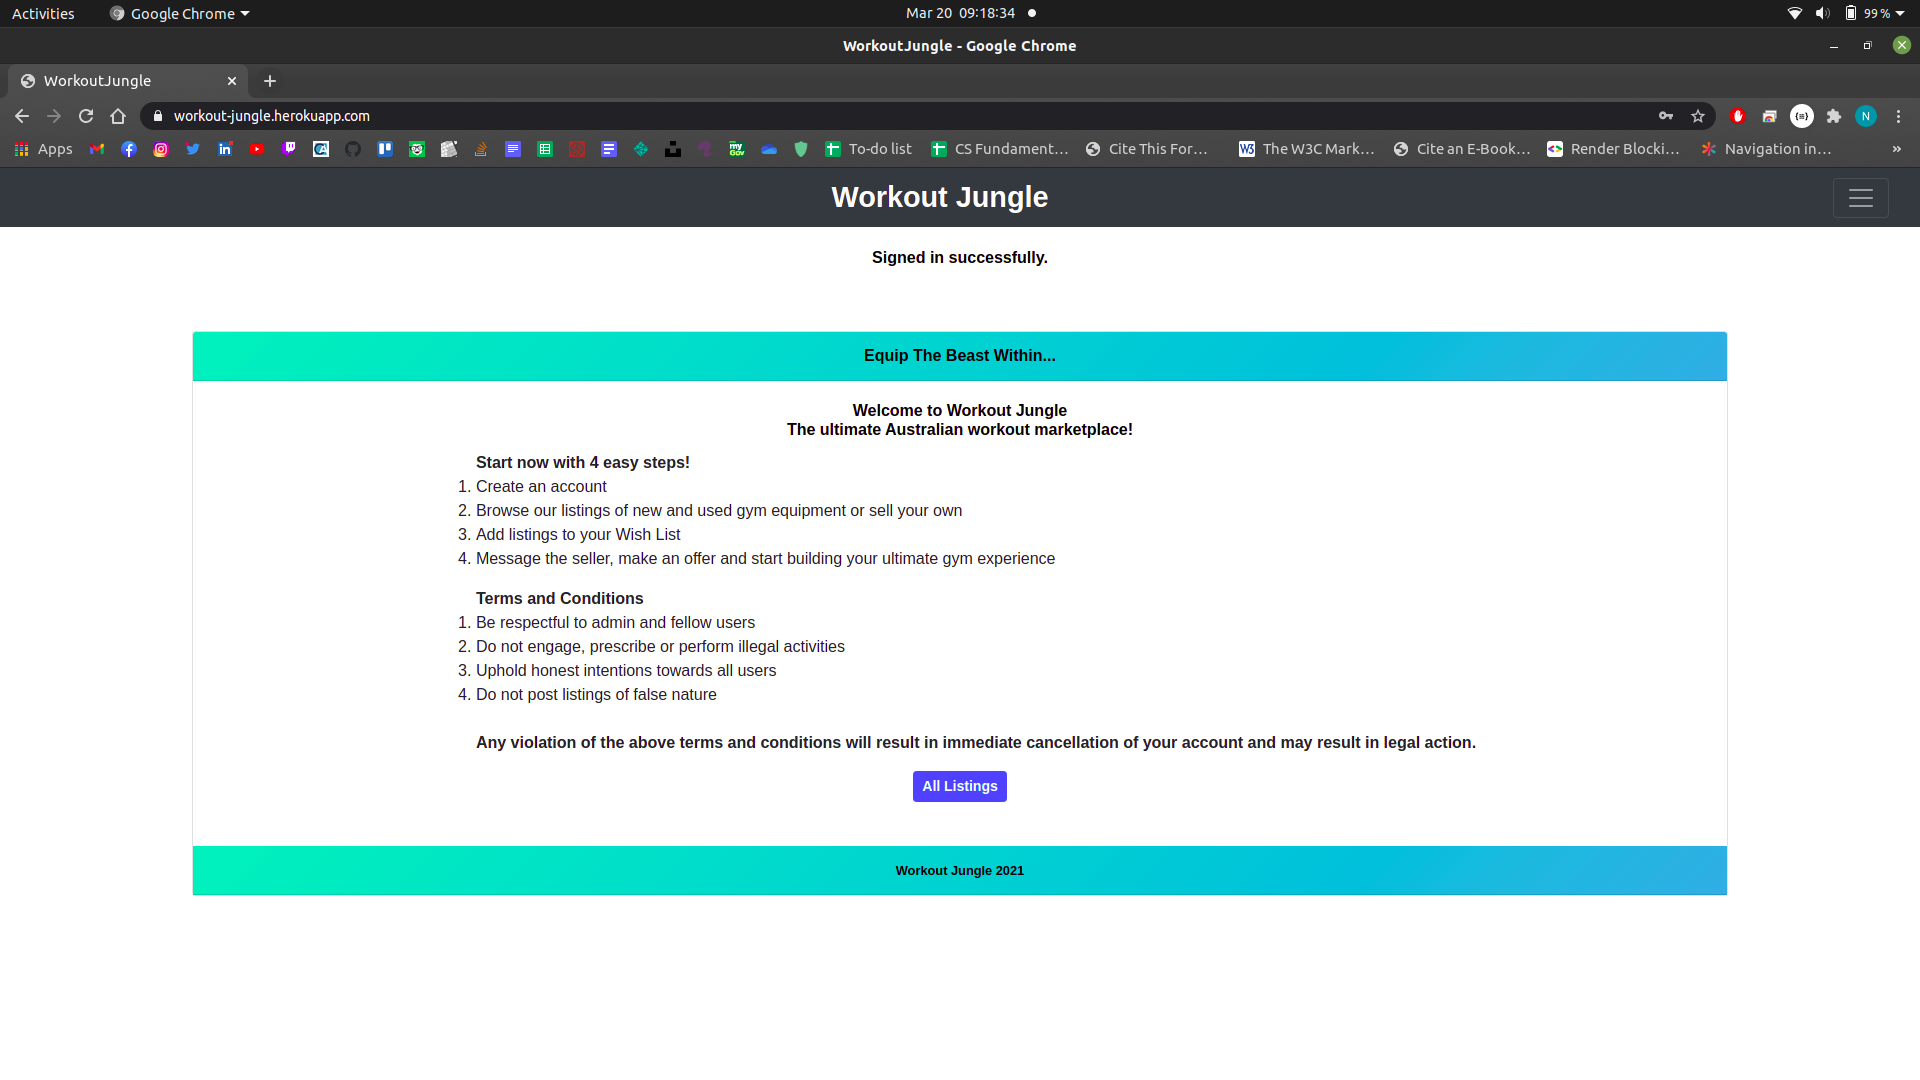 Activities
Google Chrome
Mar 20 09:18:34
99 %
WorkoutJungle - Google Chrome
WorkoutJungle
workout-jungle.herokuapp.com
N
Apps
To-do list
CS Fundament...
Cite This For...
The W3C Mark...
Cite an E-Book...
Render Blocki...
Navigation in...
Workout Jungle
Signed in successfully.
Equip The Beast Within...
Welcome to Workout Jungle
The ultimate Australian workout marketplace!
Start now with 4 easy steps!
1. Create an account
2. Browse our listings of new and used gym equipment or sell your own
3. Add listings to your Wish List
4. Message the seller, make an offer and start building your ultimate gym experience
Terms and Conditions
1. Be respectful to admin and fellow users
2. Do not engage, prescribe or perform illegal activities
3. Uphold honest intentions towards all users
4. Do not post listings of false nature
Any violation of the above terms and conditions will result in immediate cancellation of your account and may result in legal action.
All Listings
Workout Jungle 2021